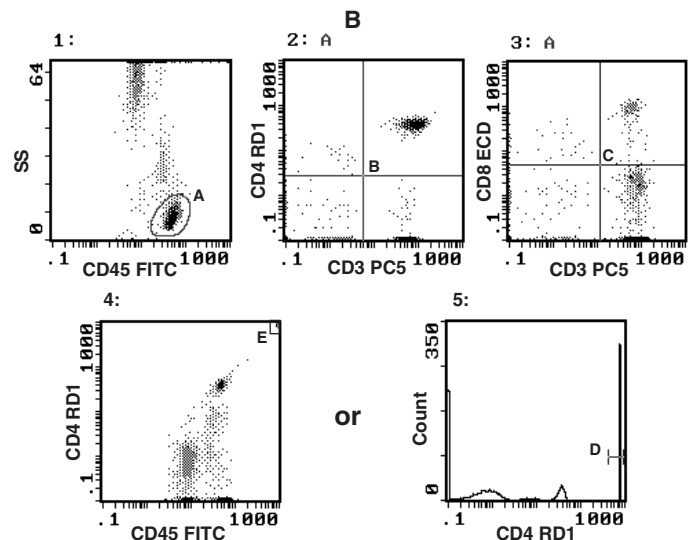 B
1:
64
SS
0
A
.1 1000
CD45 FITC
2: A
1000
CD4 RD1
.1
B
.1 1000
CD3 PC5
3: A
1000
CD8 ECD
.1
C
.1 1000
CD3 PC5
4:
E
1000
CD4 RD1
.1
.1 1000
CD45 FITC
or
5:
350
Count
0
D
.1 1000
CD4 RD1